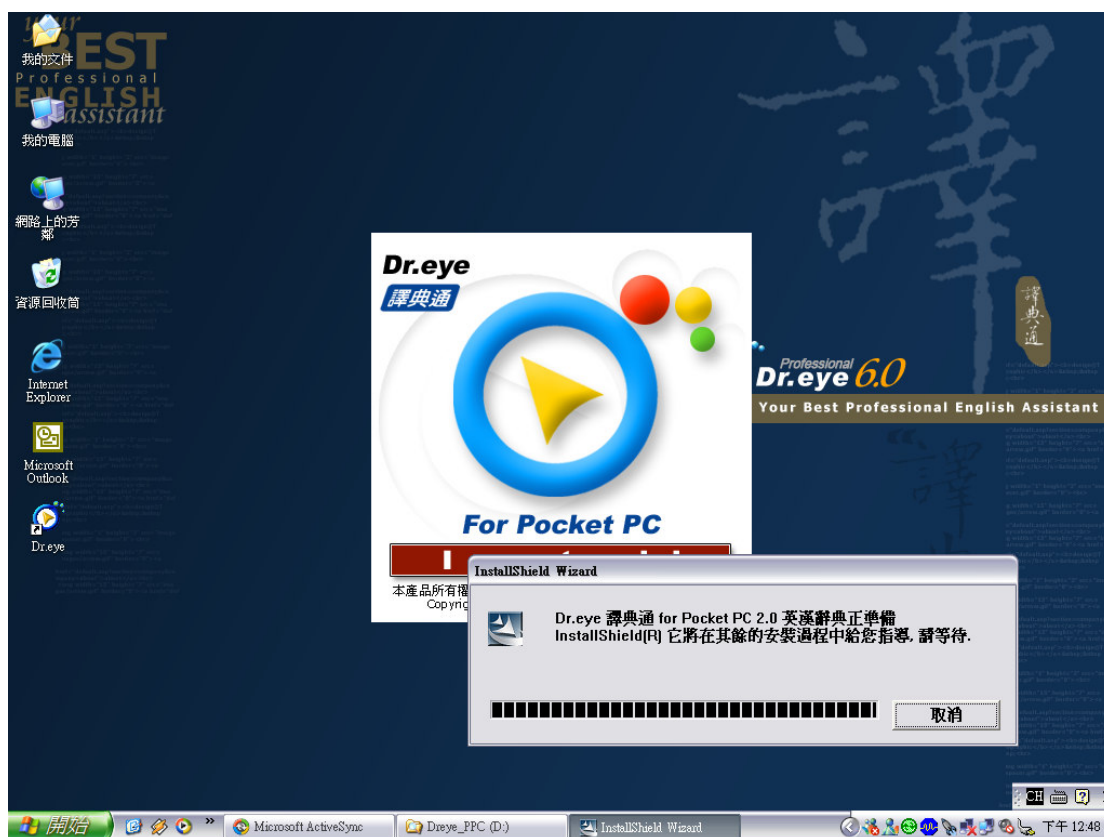 your
BEST
Professional
ENGLISH
assistant
我的文件
我的電腦
網路上的芳
鄰
資源回收筒
Internet
Explorer
Microsoft
Outlook
Dr.eye
譯
譯典通
Professional
Dr.eye 6.0
Your Best Professional English Assistant
Dr.eye
譯典通
For Pocket PC
本產品所有權
Copyrig
InstallShield Wizard
Dr.eye 譯典通 for Pocket PC 2.0 英漢辭典正準備
InstallShield(R) 它將在其餘的安裝過程中給您指導, 請等待.
取消
CH
開始
Microsoft ActiveSync
Dreye_PPC (D:)
InstallShield Wizard
下午 12:48